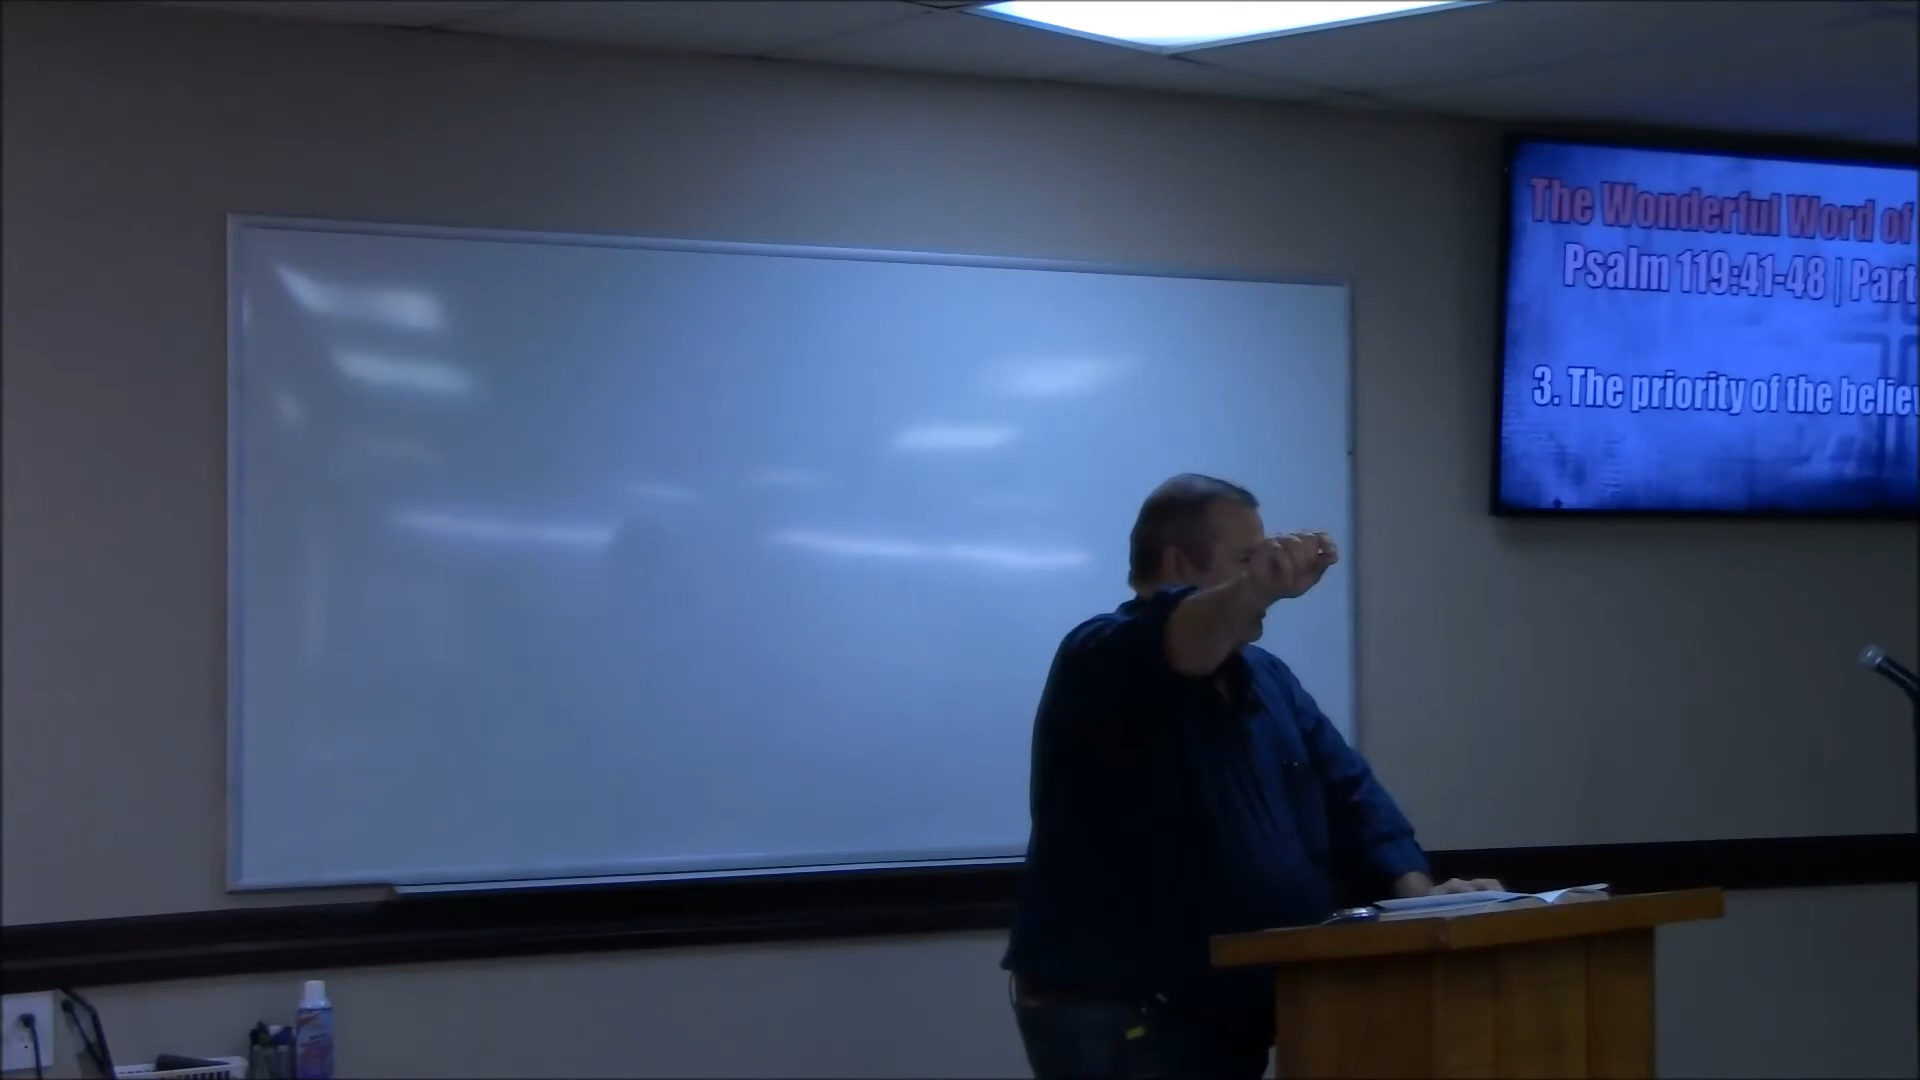 The Wonderful Word of
Psalm 119:41-48 | Part
3. The priority of the believ